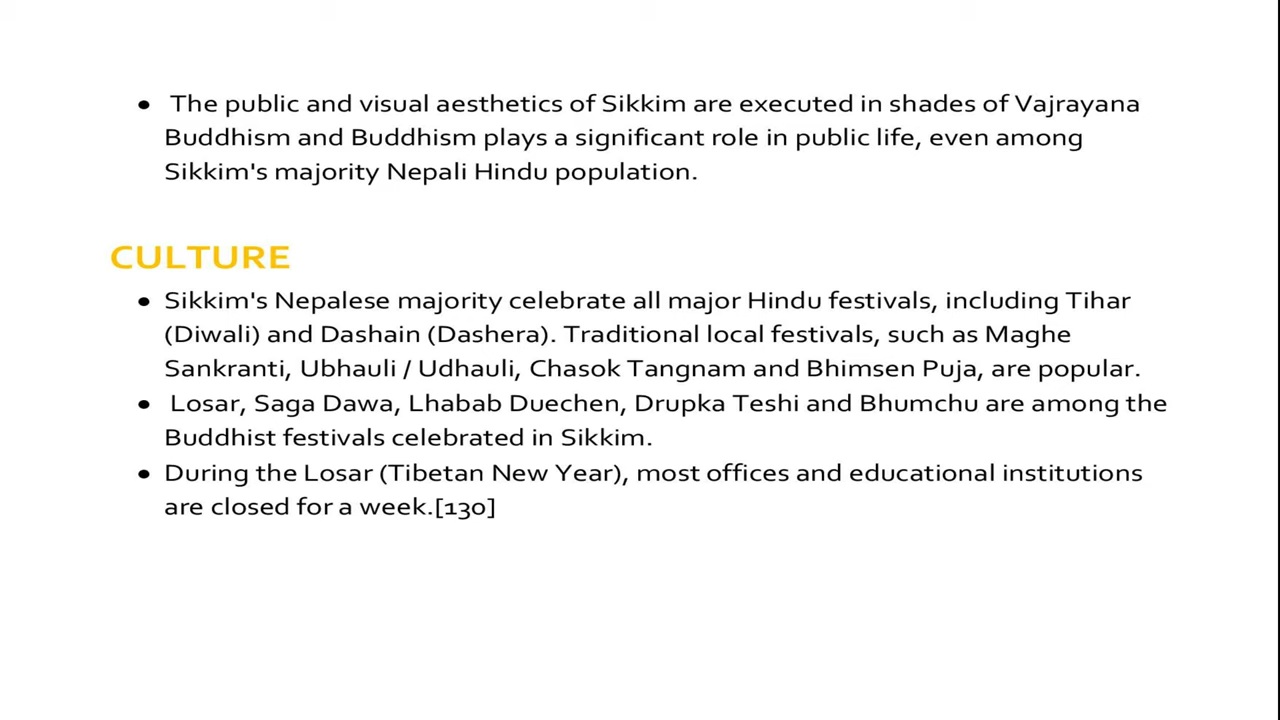 ● The public and visual aesthetics of Sikkim are executed in shades of Vajrayana
Buddhism and Buddhism plays a significant role in public life, even among
Sikkim's majority Nepali Hindu population.
CULTURE
● Sikkim's Nepalese majority celebrate all major Hindu festivals, including Tihar
(Diwali) and Dashain (Dashera). Traditional local festivals, such as Maghe
Sankranti, Ubhauli / Udhauli, Chasok Tangnam and Bhimsen Puja, are popular.
● Losar, Saga Dawa, Lhabab Duechen, Drupka Teshi and Bhumchu are among the
Buddhist festivals celebrated in Sikkim.
● During the Losar (Tibetan New Year), most offices and educational institutions
are closed for a week.[130]